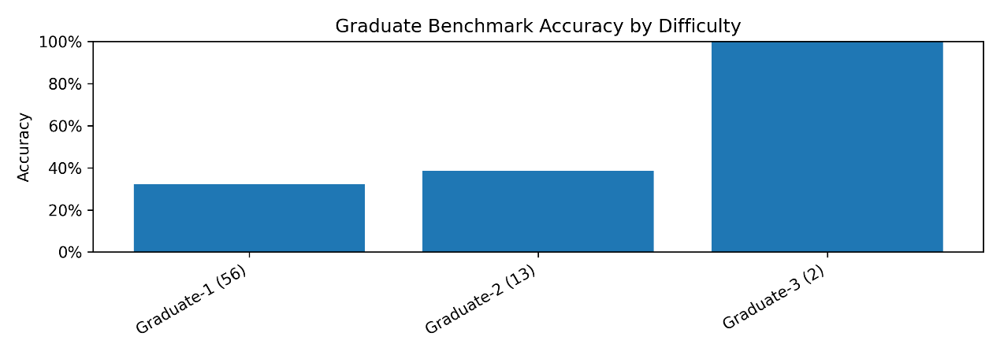 Graduate Benchmark Accuracy by Difficulty
Accuracy
100%
80%
60%
40%
20%
0%
Graduate-1 (56)
Graduate-2 (13)
Graduate-3 (2)